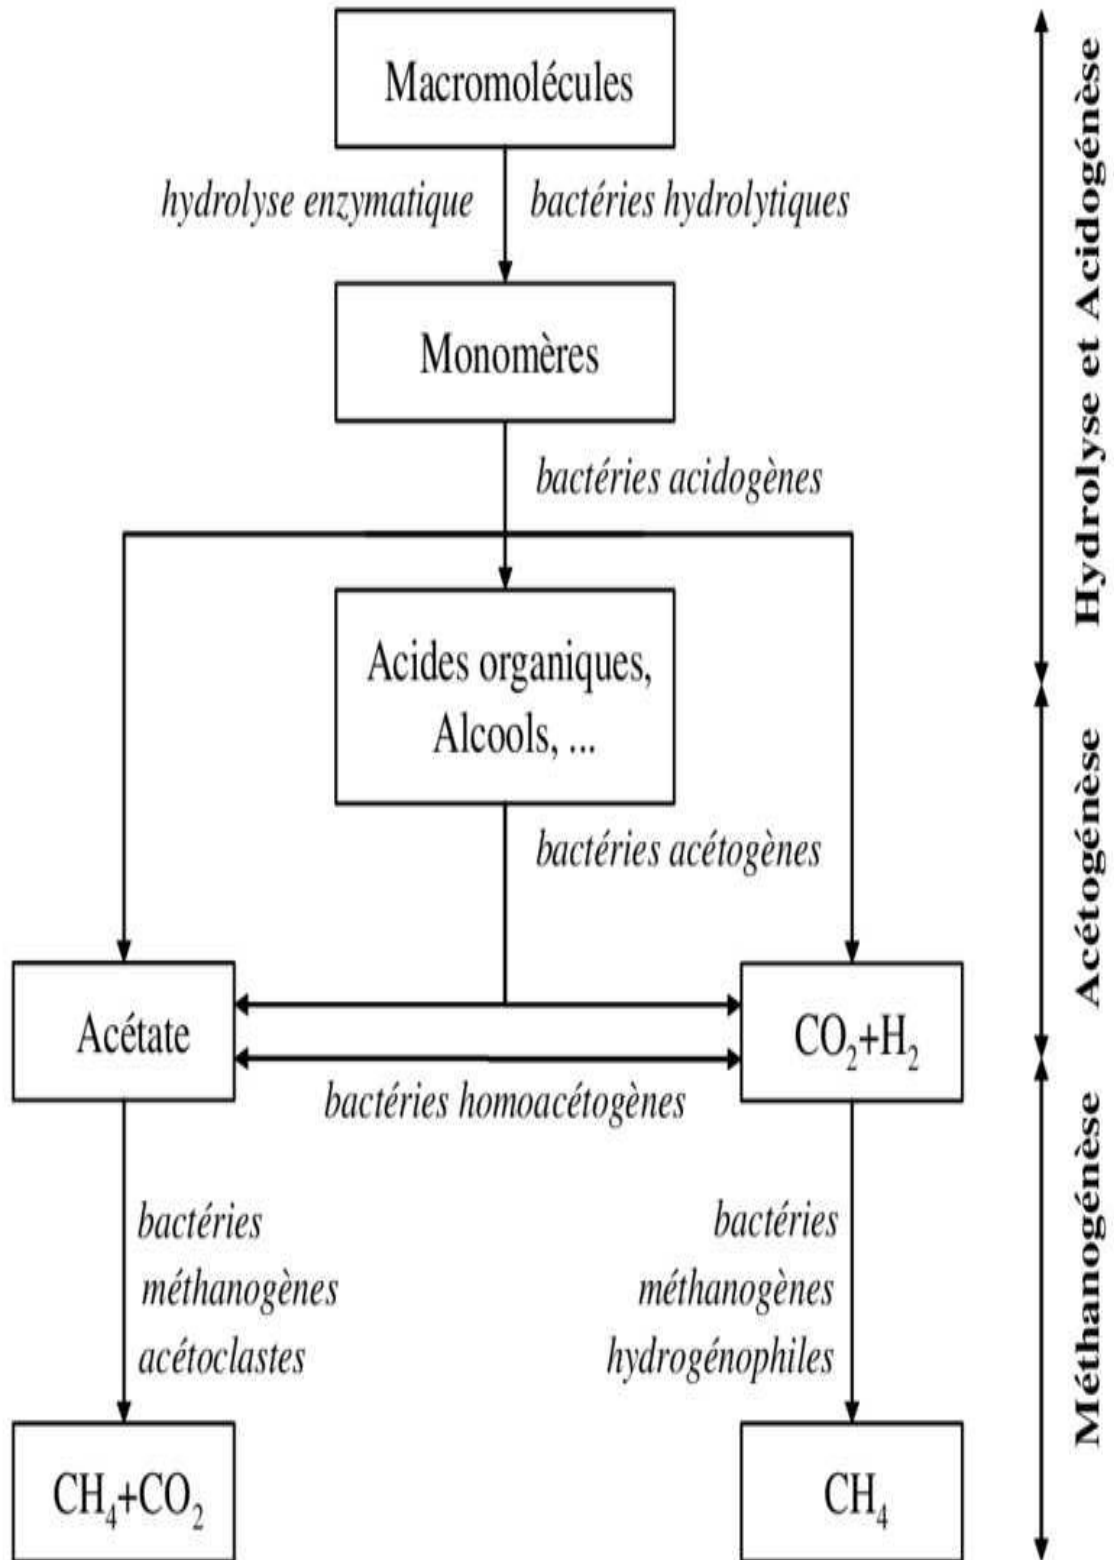 Macromolécules
hydrolyse enzymatique
bactéries hydrolytiques
Monomères
bactéries acidogènes
Acides organiques,
Alcools, ...
bactéries acétogènes
Acétate
CO₂+H₂
bactéries homoacétogènes
bactéries
méthanogènes
acétoclastes
bactéries
méthanogènes
hydrogénophiles
CH₄+CO₂
CH₄
Hydrolyse et Acidogénèse
Acétogénèse
Méthanogénèse